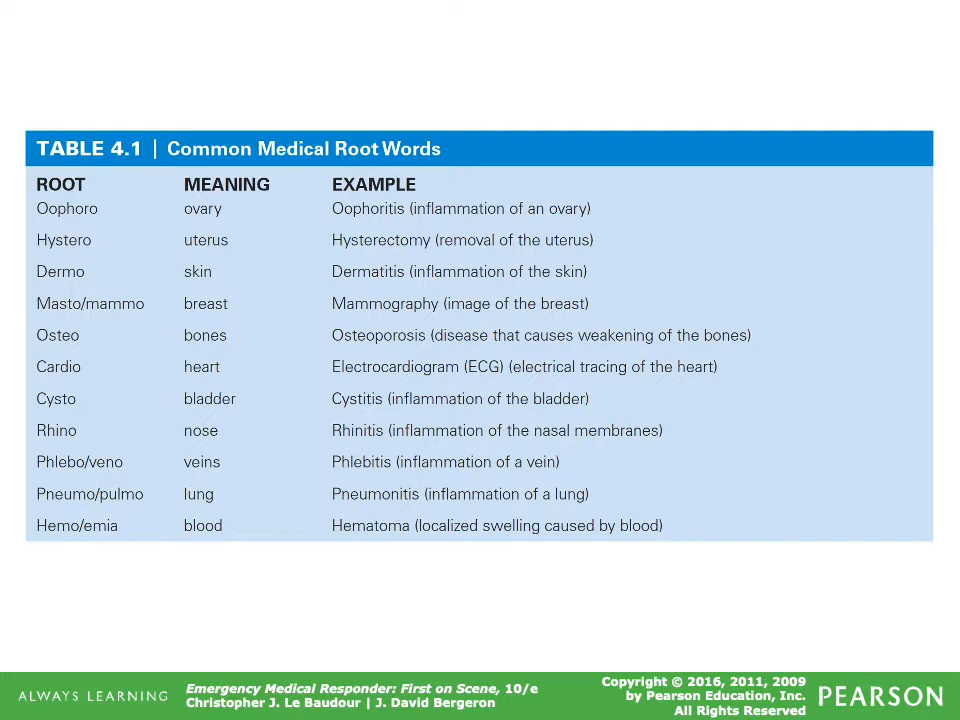 TABLE 4.1 | Common Medical Root Words
ROOT MEANING EXAMPLE
Oophoro ovary Oophoritis (inflammation of an ovary)
Hystero uterus Hysterectomy (removal of the uterus)
Dermo skin Dermatitis (inflammation of the skin)
Masto/mammo breast Mammography (image of the breast)
Osteo bones Osteoporosis (disease that causes weakening of the bones)
Cardio heart Electrocardiogram (ECG) (electrical tracing of the heart)
Cysto bladder Cystitis (inflammation of the bladder)
Rhino nose Rhinitis (inflammation of the nasal membranes)
Phlebo/veno veins Phlebitis (inflammation of a vein)
Pneumo/pulmo lung Pneumonitis (inflammation of a lung)
Hemo/emia blood Hematoma (localized swelling caused by blood)
ALWAYS LEARNING
Emergency Medical Responder: First on Scene, 10/e
Christopher J. Le Baudour | J. David Bergeron
Copyright © 2016, 2011, 2009
by Pearson Education, Inc.
All Rights Reserved
PEARSON